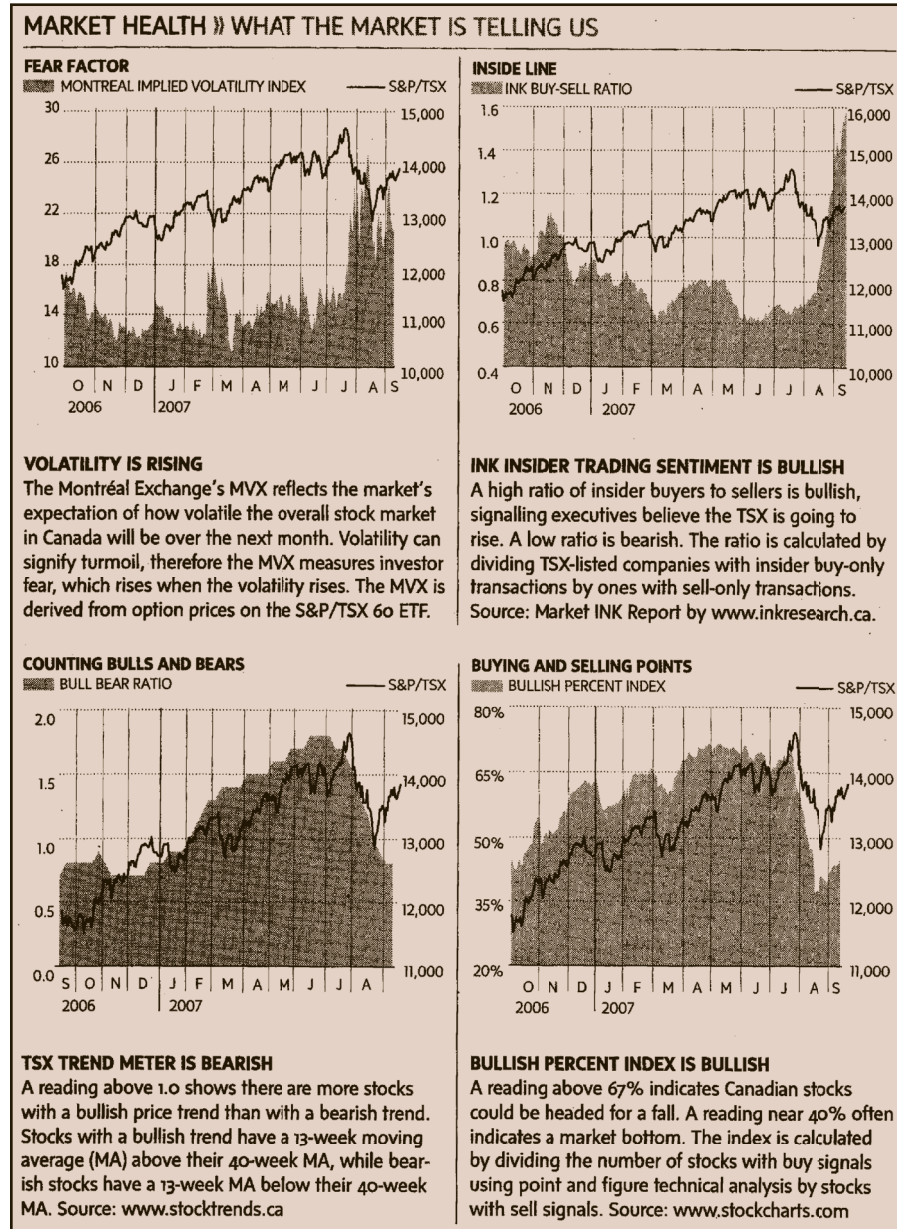 MARKET HEALTH » WHAT THE MARKET IS TELLING US
FEAR FACTOR
MONTREAL IMPLIED VOLATILITY INDEX
S&P/TSX
30
26
22
18
14
10
15,000
14,000
13,000
12,000
11,000
10,000
O N D J F M A M J J A S
2006 2007
VOLATILITY IS RISING
The Montréal Exchange's MVX reflects the market's
expectation of how volatile the overall stock market
in Canada will be over the next month. Volatility can
signify turmoil, therefore the MVX measures investor
fear, which rises when the volatility rises. The MVX is
derived from option prices on the S&P/TSX 60 ETF.
INSIDE LINE
INK BUY-SELL RATIO
S&P/TSX
1.6
1.4
1.2
1.0
0.8
0.6
0.4
16,000
15,000
14,000
13,000
12,000
11,000
10,000
O N D J F M A M J J A S
2006 2007
INK INSIDER TRADING SENTIMENT IS BULLISH
A high ratio of insider buyers to sellers is bullish,
signalling executives believe the TSX is going to
rise. A low ratio is bearish. The ratio is calculated by
dividing TSX-listed companies with insider buy-only
transactions by ones with sell-only transactions.
Source: Market INK Report by www.inkresearch.ca.
COUNTING BULLS AND BEARS
BULL BEAR RATIO
S&P/TSX
2.0
1.5
1.0
0.5
0.0
15,000
14,000
13,000
12,000
11,000
S O N D J F M A M J J A
2006 2007
TSX TREND METER IS BEARISH
A reading above 1.0 shows there are more stocks
with a bullish price trend than with a bearish trend.
Stocks with a bullish trend have a 13-week moving
average (MA) above their 40-week MA, while bear-
ish stocks have a 13-week MA below their 40-week
MA. Source: www.stocktrends.ca
BUYING AND SELLING POINTS
BULLISH PERCENT INDEX
S&P/TSX
80%
65%
50%
35%
20%
15,000
14,000
13,000
12,000
11,000
O N D J F M A M J J A S
2006 2007
BULLISH PERCENT INDEX IS BULLISH
A reading above 67% indicates Canadian stocks
could be headed for a fall. A reading near 40% often
indicates a market bottom. The index is calculated
by dividing the number of stocks with buy signals
using point and figure technical analysis by stocks
with sell signals. Source: www.stockcharts.com